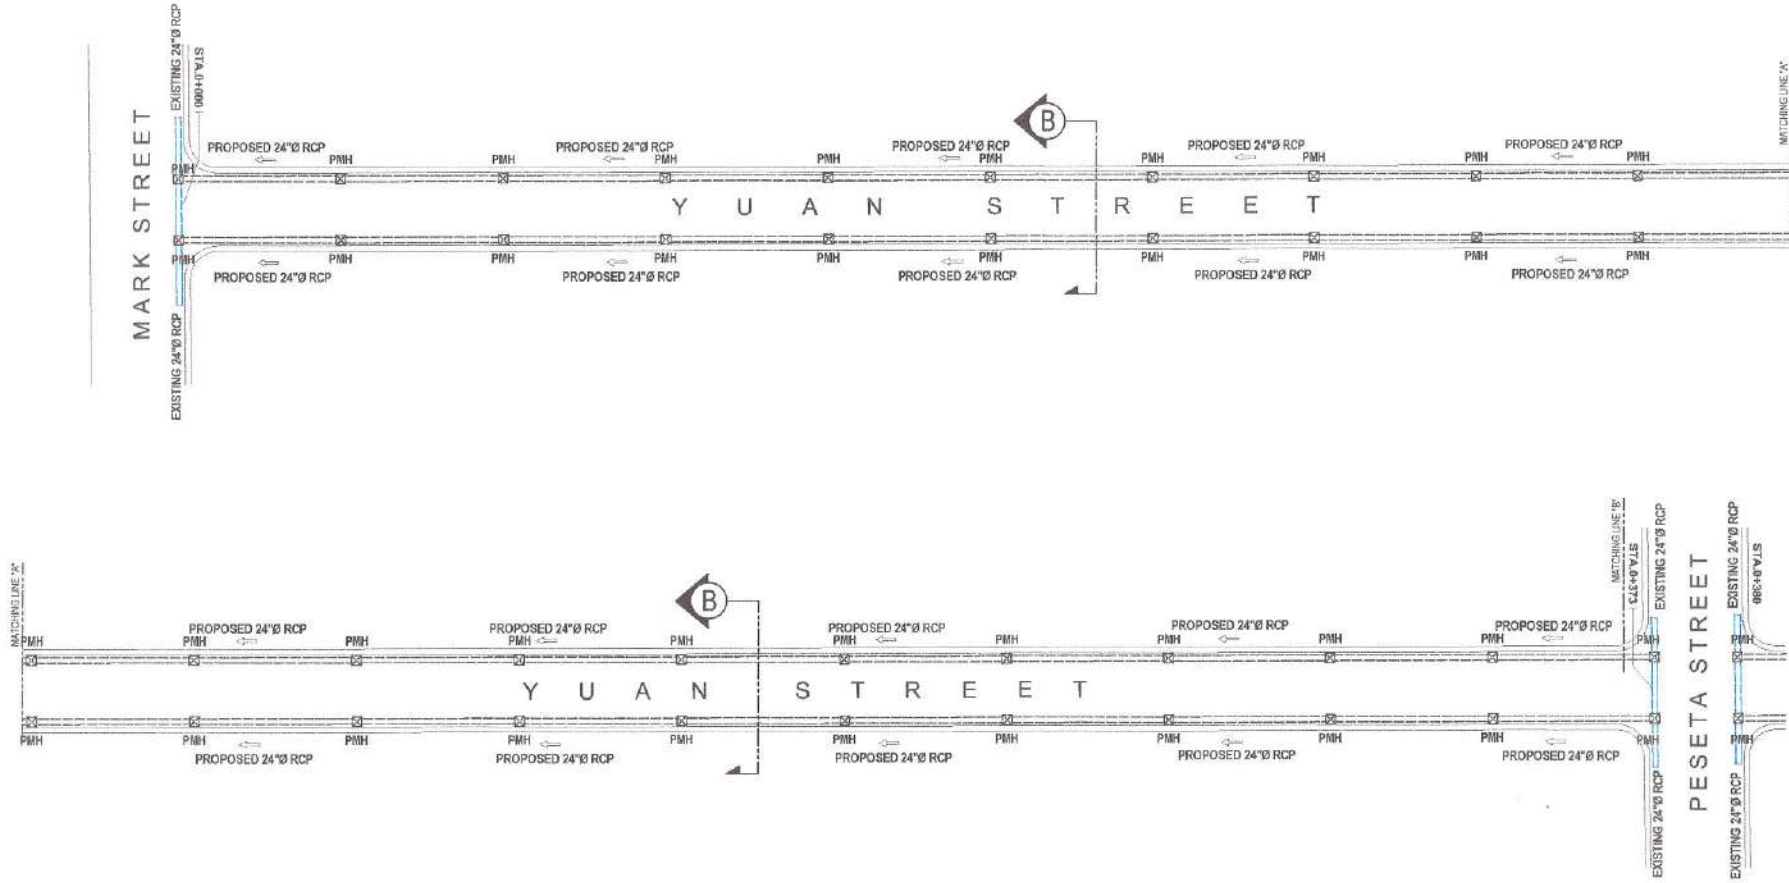 EXISTING 24"Ø RCP
STA.0+000
MATCHING LINE "A"
MARK STREET
PROPOSED 24"Ø RCP
PROPOSED 24"Ø RCP
PROPOSED 24"Ø RCP
PROPOSED 24"Ø RCP
PROPOSED 24"Ø RCP
B
PMH
PMH
PMH
PMH
PMH
PMH
PMH
PMH
PMH
PMH
YUAN STREET
PMH
PMH
PMH
PMH
PMH
PMH
PMH
PMH
PMH
PMH
PROPOSED 24"Ø RCP
PROPOSED 24"Ø RCP
PROPOSED 24"Ø RCP
PROPOSED 24"Ø RCP
PROPOSED 24"Ø RCP
EXISTING 24"Ø RCP
MATCHING LINE "A"
MATCHING LINE "B"
STA.0+373
EXISTING 24"Ø RCP
PESETA STREET
EXISTING 24"Ø RCP
STA.0+380
PROPOSED 24"Ø RCP
PROPOSED 24"Ø RCP
PROPOSED 24"Ø RCP
PROPOSED 24"Ø RCP
PROPOSED 24"Ø RCP
B
PMH
PMH
PMH
PMH
PMH
PMH
PMH
PMH
PMH
PMH
PMH
PMH
YUAN STREET
PMH
PMH
PMH
PMH
PMH
PMH
PMH
PMH
PMH
PMH
PMH
PMH
PROPOSED 24"Ø RCP
PROPOSED 24"Ø RCP
PROPOSED 24"Ø RCP
PROPOSED 24"Ø RCP
PROPOSED 24"Ø RCP
EXISTING 24"Ø RCP
EXISTING 24"Ø RCP